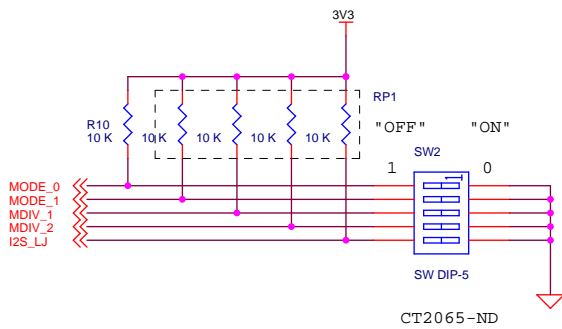 3V3
RP1
R10
10 K
10 K
10 K
10 K
10 K
"OFF"
"ON"
SW2
1
1
0
MODE_0
MODE_1
MDIV_1
MDIV_2
I2S_LJ
SW DIP-5
CT2065-ND